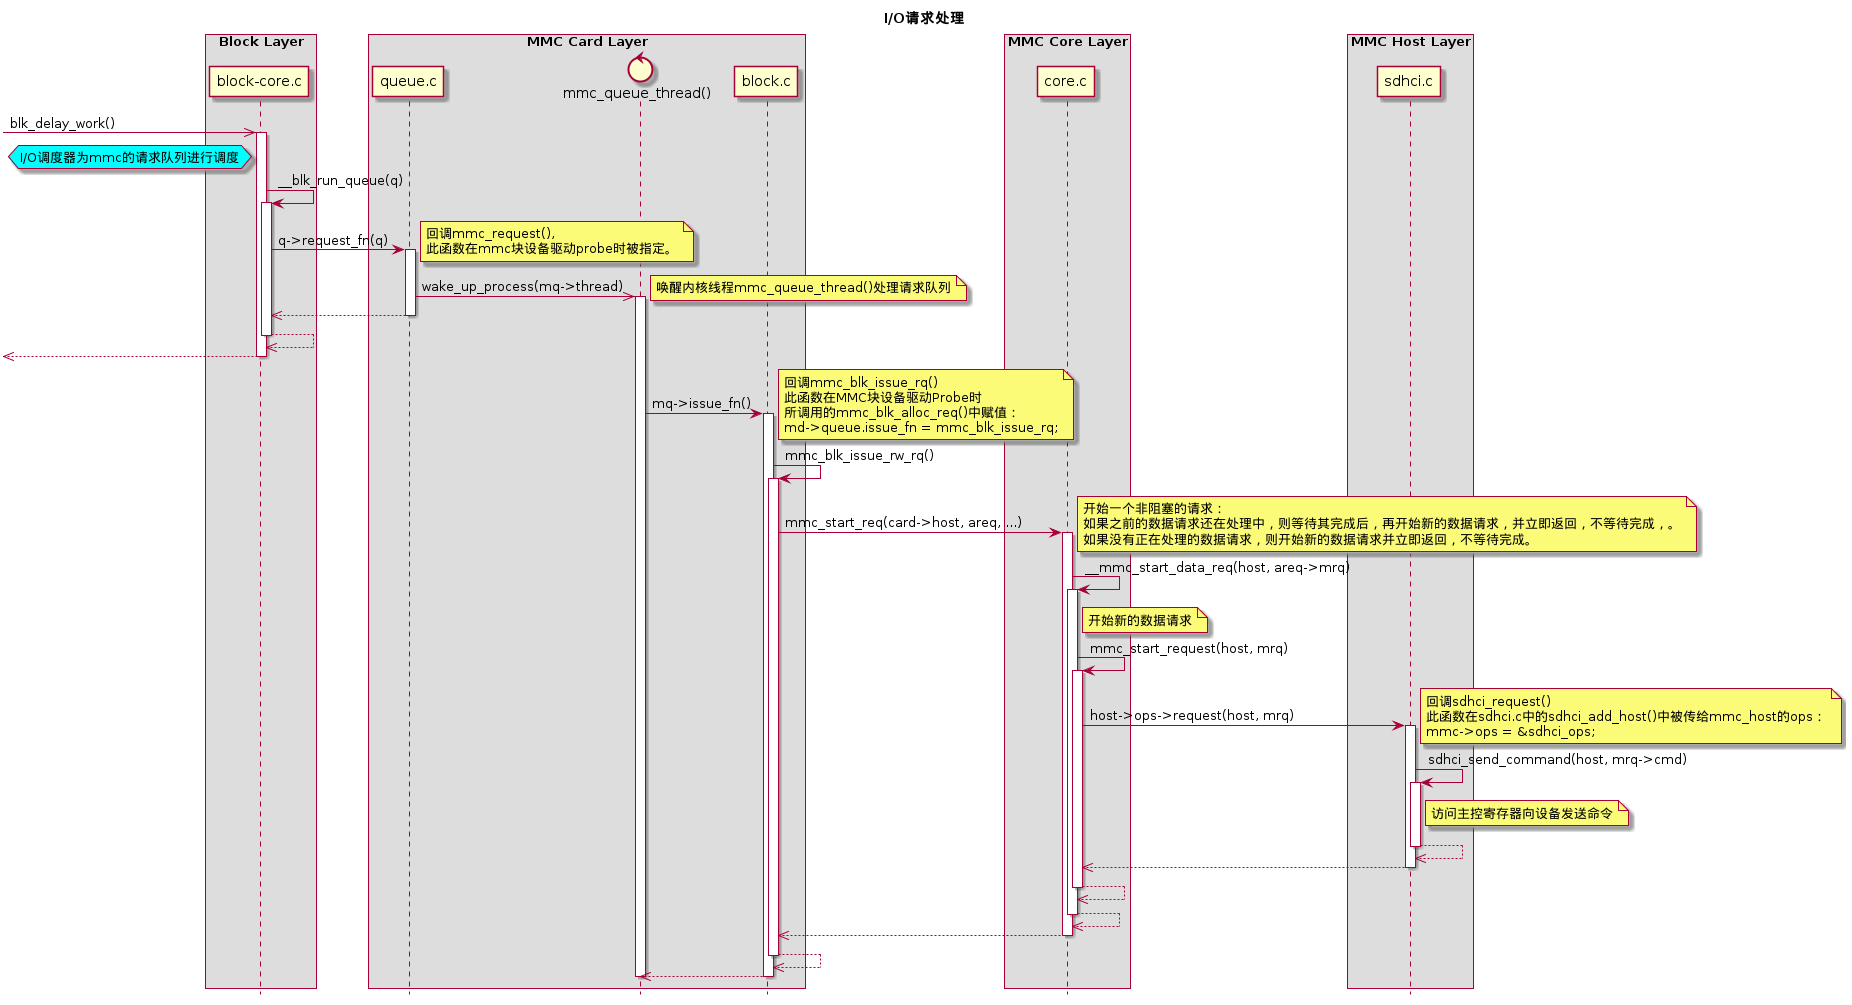 I/O请求处理
Block Layer
MMC Card Layer
MMC Core Layer
MMC Host Layer
block-core.c
queue.c
mmc_queue_thread()
block.c
core.c
sdhci.c
blk_delay_work()
I/O调度器为mmc的请求队列进行调度
__blk_run_queue(q)
q->request_fn(q)
回调mmc_request(),
此函数在mmc块设备驱动probe时被指定。
wake_up_process(mq->thread)
唤醒内核线程mmc_queue_thread()处理请求队列
mq->issue_fn()
回调mmc_blk_issue_rq()
此函数在MMC块设备驱动Probe时
所调用的mmc_blk_alloc_req()中赋值：
md->queue.issue_fn = mmc_blk_issue_rq;
mmc_blk_issue_rw_rq()
mmc_start_req(card->host, areq, ...)
开始一个非阻塞的请求：
如果之前的数据请求还在处理中，则等待其完成后，再开始新的数据请求，并立即返回，不等待完成，。
如果没有正在处理的数据请求，则开始新的数据请求并立即返回，不等待完成。
__mmc_start_data_req(host, areq->mrq)
开始新的数据请求
mmc_start_request(host, mrq)
host->ops->request(host, mrq)
回调sdhci_request()
此函数在sdhci.c中的sdhci_add_host()中被传给mmc_host的ops：
mmc->ops = &sdhci_ops;
sdhci_send_command(host, mrq->cmd)
访问主控寄存器向设备发送命令